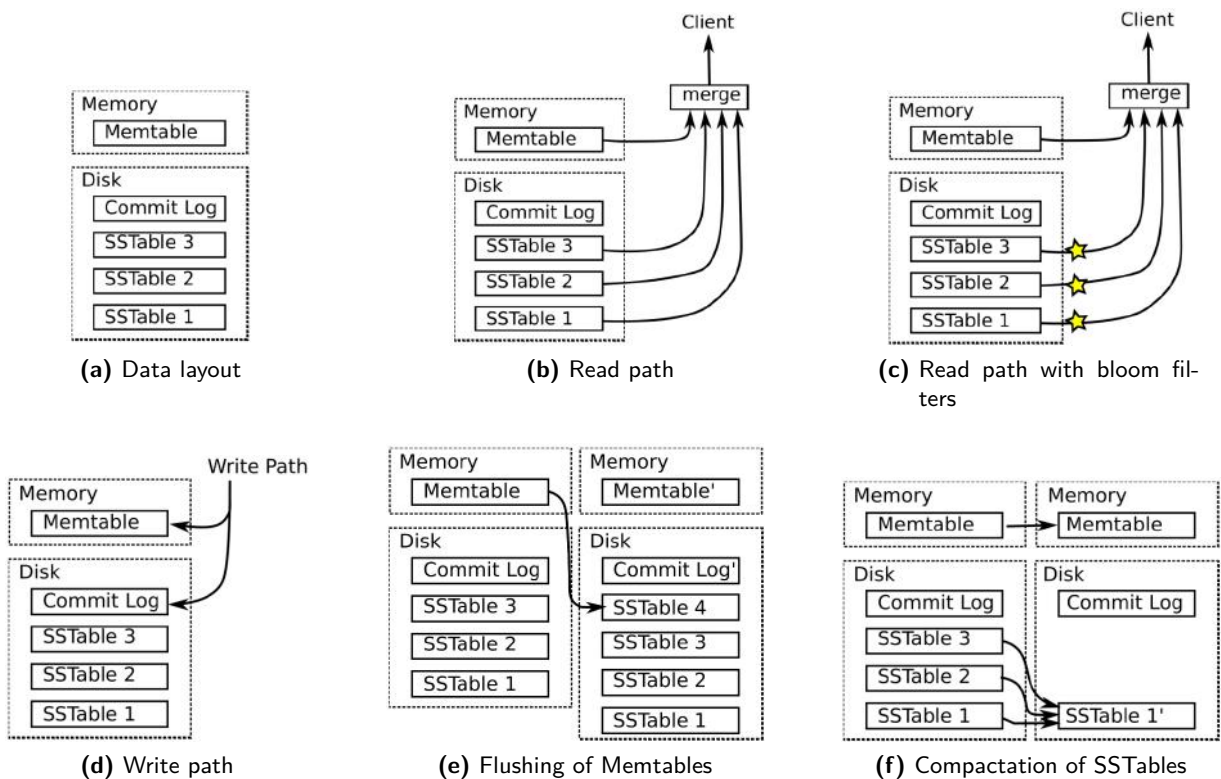 Memory
Memtable
Disk
Commit Log
SSTable 3
SSTable 2
SSTable 1
(a) Data layout
Client
merge
Memory
Memtable
Disk
Commit Log
SSTable 3
SSTable 2
SSTable 1
(b) Read path
Client
merge
Memory
Memtable
Disk
Commit Log
SSTable 3
SSTable 2
SSTable 1
(c) Read path with bloom fil-
ters
Write Path
Memory
Memtable
Disk
Commit Log
SSTable 3
SSTable 2
SSTable 1
(d) Write path
Memory
Memtable
Disk
Commit Log
SSTable 3
SSTable 2
SSTable 1
Memory
Memtable'
Disk
Commit Log'
SSTable 4
SSTable 3
SSTable 2
SSTable 1
(e) Flushing of Memtables
Memory
Memtable
Disk
Commit Log
SSTable 3
SSTable 2
SSTable 1
Memory
Memtable
Disk
Commit Log
SSTable 1'
(f) Compactation of SSTables